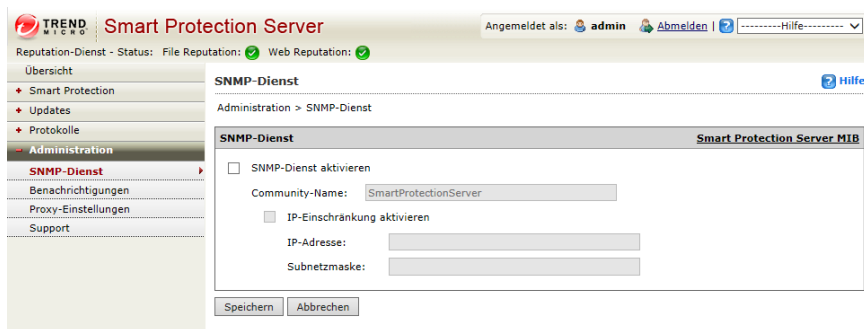 TREND MICRO Smart Protection Server
Angemeldet als: admin Abmelden | ---------Hilfe---------
Reputation-Dienst - Status: File Reputation: Web Reputation:
Übersicht
+ Smart Protection
+ Updates
+ Protokolle
- Administration
SNMP-Dienst
Benachrichtigungen
Proxy-Einstellungen
Support
SNMP-Dienst
Hilfe
Administration > SNMP-Dienst
SNMP-Dienst
Smart Protection Server MIB
SNMP-Dienst aktivieren
Community-Name: SmartProtectionServer
IP-Einschränkung aktivieren
IP-Adresse:
Subnetzmaske:
Speichern Abbrechen